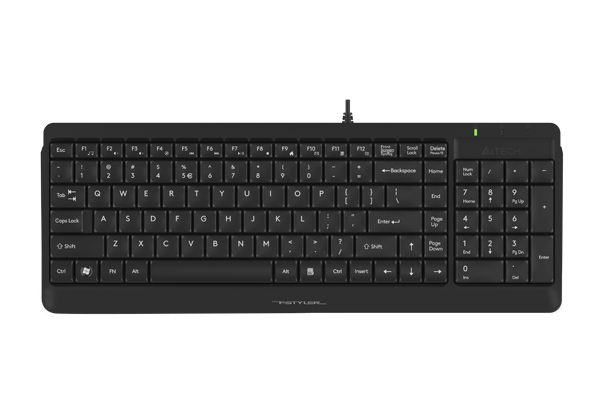 A4TECH
Esc F1 F2 F3 F4 F5 F6 F7 F8 F9 F10 F11 F12 Scroll Lock Delete
1 2 3 4 5 € 6 7 8 9 0 ← Backspace Home Num Lock / * −
Tab Q W E R T Y U I O P { [ } ] | \ End 7 Home 8 ↑ 9 Pg Up +
Caps Lock A S D F G H J K L : ; " ' Enter ↵ Page Up 4 ← 5 6 →
⇧ Shift Z X C V B N M < , > . ? / ⇧ Shift ↑ Page Down 1 End 2 ↓ 3 Pg Dn Enter
Ctrl FN Alt Alt Ctrl Insert ← ↓ → 0 Ins . Del
FSTYLER